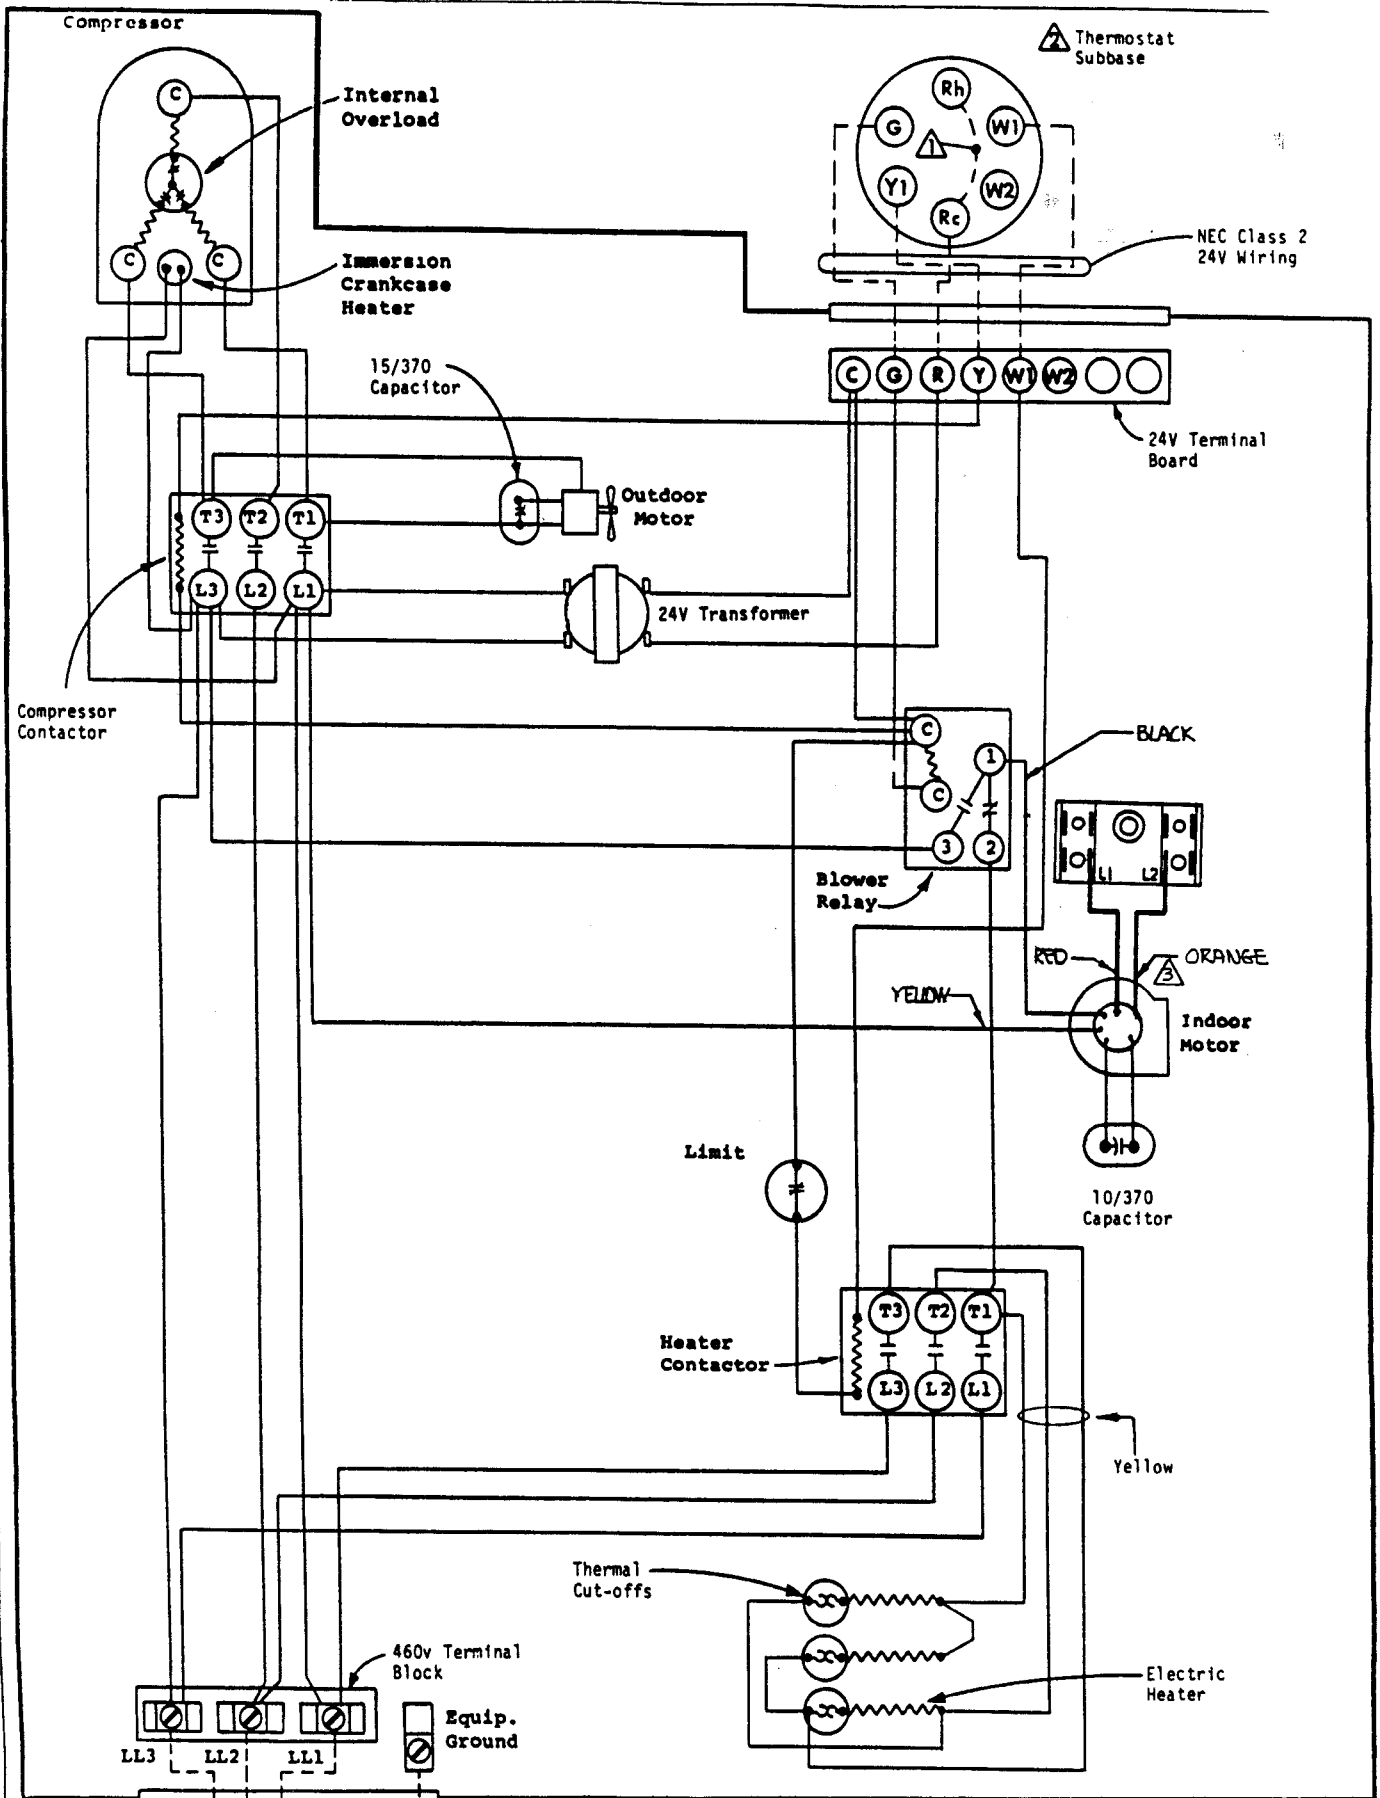 Compressor
2 Thermostat
Subbase
C
Internal
Overload
Rh
G
W1
1
Y1
W2
Rc
C
C
Immersion
Crankcase
Heater
NEC Class 2
24V Wiring
15/370
Capacitor
C G R Y W1 W2
24V Terminal
Board
T3 T2 T1
Outdoor
Motor
L3 L2 L1
24V Transformer
Compressor
Contactor
C
1
BLACK
C
3 2
L1 L2
Blower
Relay
RED
ORANGE
3
YELLOW
Indoor
Motor
Limit
10/370
Capacitor
T3 T2 T1
Heater
Contactor
L3 L2 L1
Yellow
Thermal
Cut-offs
460v Terminal
Block
Electric
Heater
Equip.
Ground
LL3 LL2 LL1